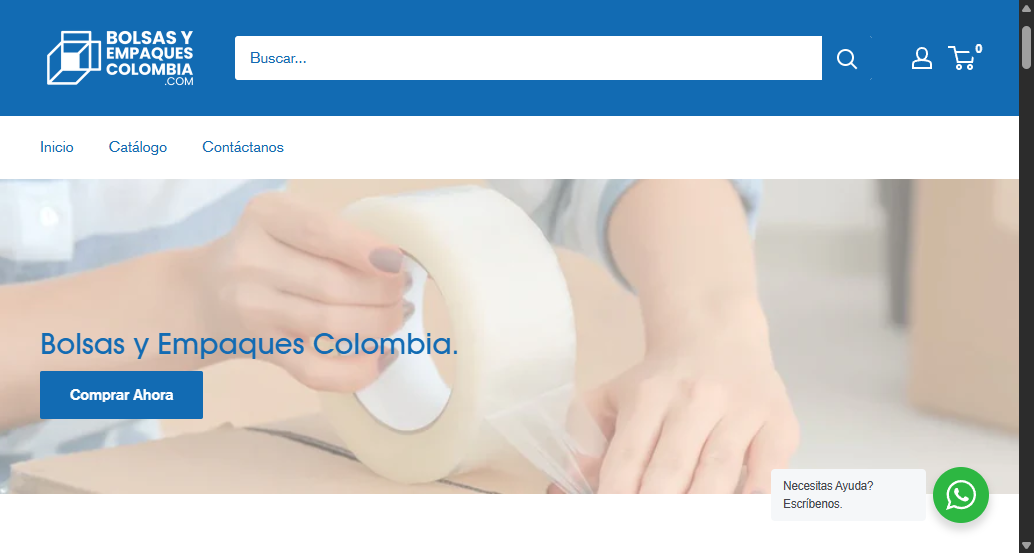 BOLSAS Y
EMPAQUES
COLOMBIA
.COM
Buscar...
0
Inicio
Catálogo
Contáctanos
Bolsas y Empaques Colombia.
Comprar Ahora
Necesitas Ayuda?
Escríbenos.